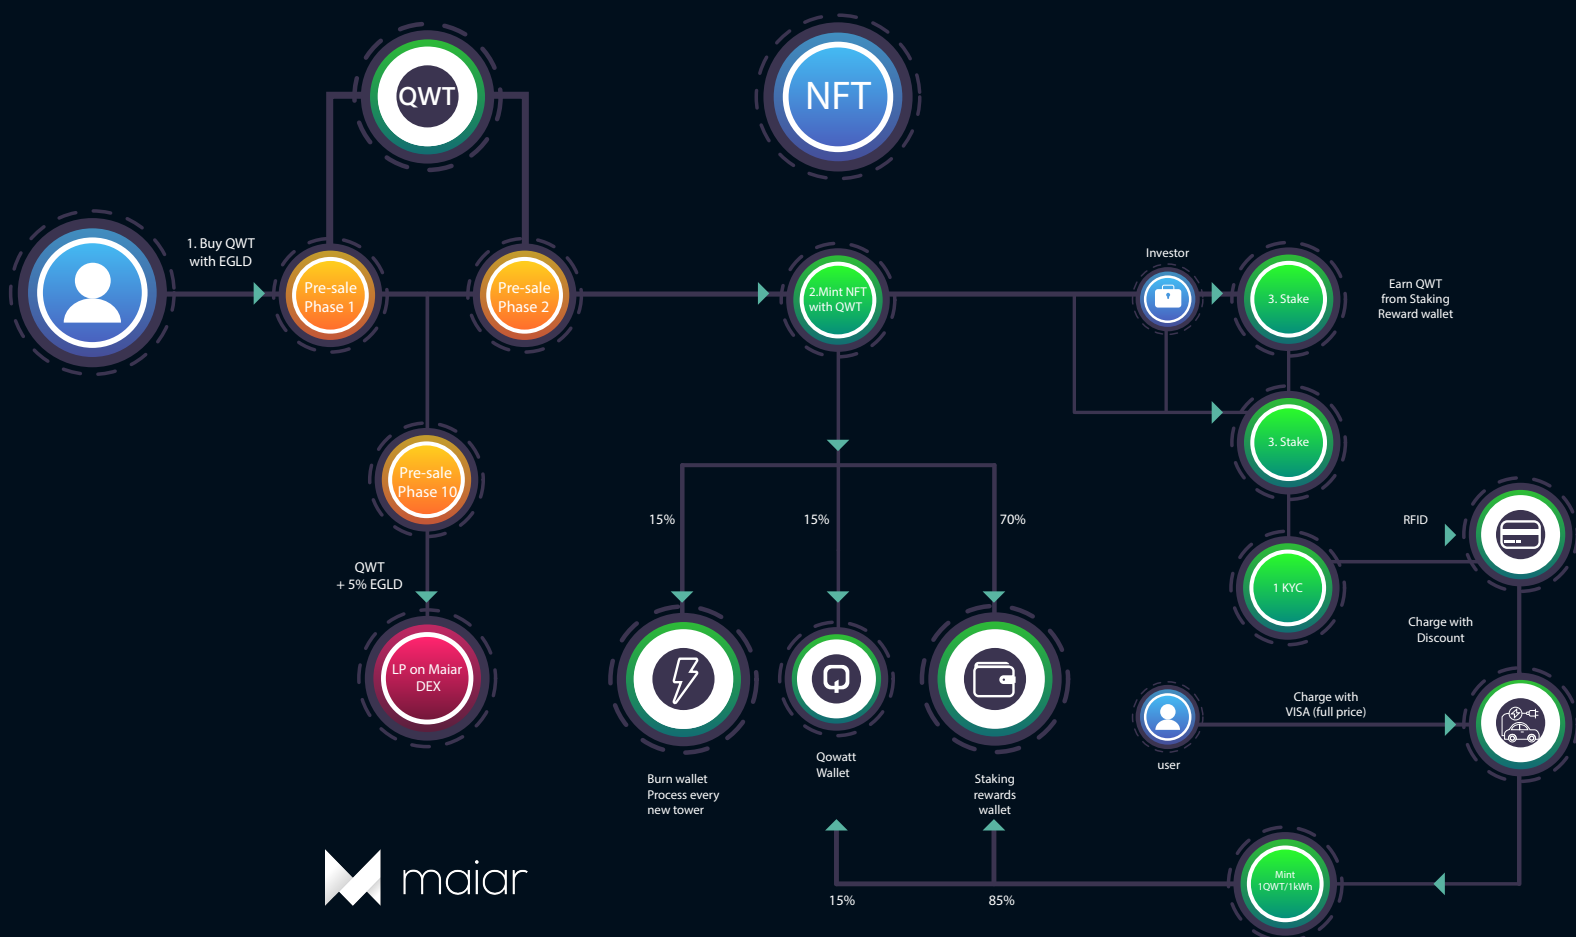 QWT
NFT
1. Buy QWT
with EGLD
Pre-sale
Phase 1
Pre-sale
Phase 2
2.Mint NFT
with QWT
Investor
3. Stake
Earn QWT
from Staking
Reward wallet
3. Stake
Pre-sale
Phase 10
15%
15%
70%
RFID
QWT
+ 5% EGLD
1 KYC
Charge with
Discount
LP on Maiar
DEX
Charge with
VISA (full price)
user
Qowatt
Wallet
Burn wallet
Process every
new tower
Staking
rewards
wallet
maiar
Mint
1QWT/1kWh
15%
85%